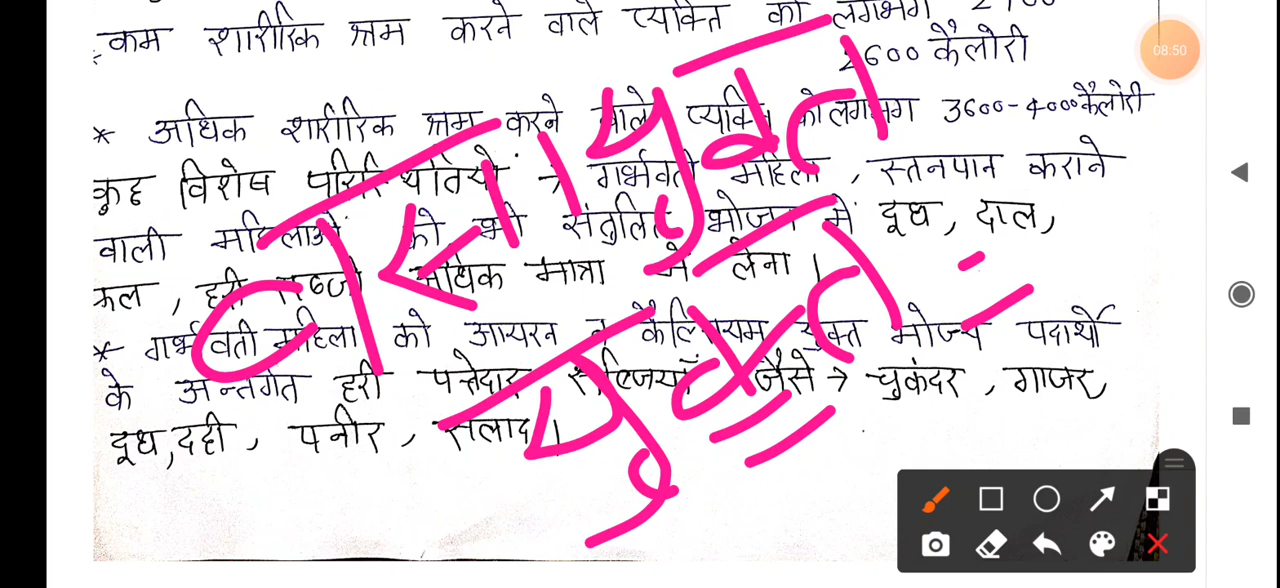 कम शारीरिक श्रम करने वाले व्यक्ति को लगभग
2600 कैलोरी
* अधिक शारीरिक श्रम करने वाले व्यक्ति को लगभग 3600-4000 कैलोरी
कुछ विशेष परिस्थितियों → गर्भवती महिला, स्तनपान कराने
वाली महिलाओं को भी संतुलित भोजन में दूध, दाल,
फल, हरी सब्जी अधिक मात्रा में लेना।
* गर्भवती महिला को आयरन व कैल्शियम युक्त भोज्य पदार्थो
के अन्तर्गत हरी पत्तेदार सब्जियाँ जैसे → चुकंदर, गाजर,
दूध, दही, पनीर, सलाद।
युक्त
युक्त
08:50